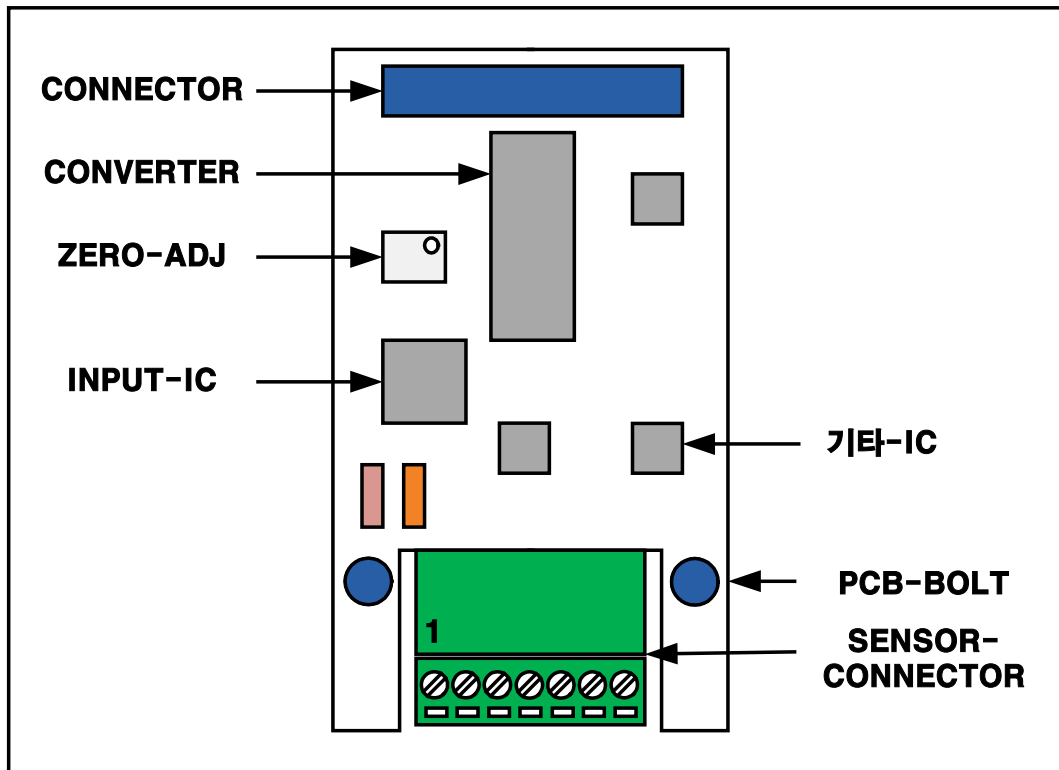 CONNECTOR
CONVERTER
ZERO-ADJ
INPUT-IC
기타-IC
PCB-BOLT
1
SENSOR-
CONNECTOR